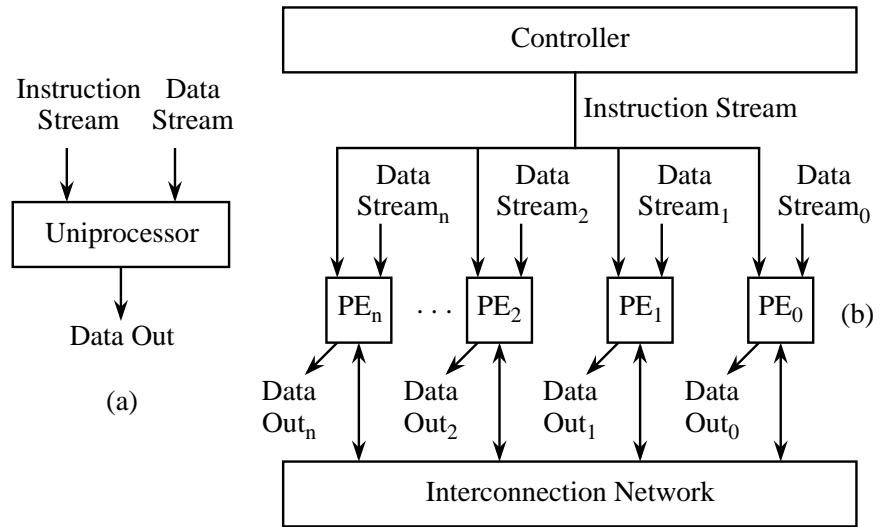 Controller
Instruction Stream
Data Stream
Instruction Stream
Uniprocessor
Data Out
(a)
Data Data Data Data
Streamₙ Stream₂ Stream₁ Stream₀
PEₙ . . . PE₂ PE₁ PE₀
(b)
Data Data Data Data
Outₙ Out₂ Out₁ Out₀
Interconnection Network